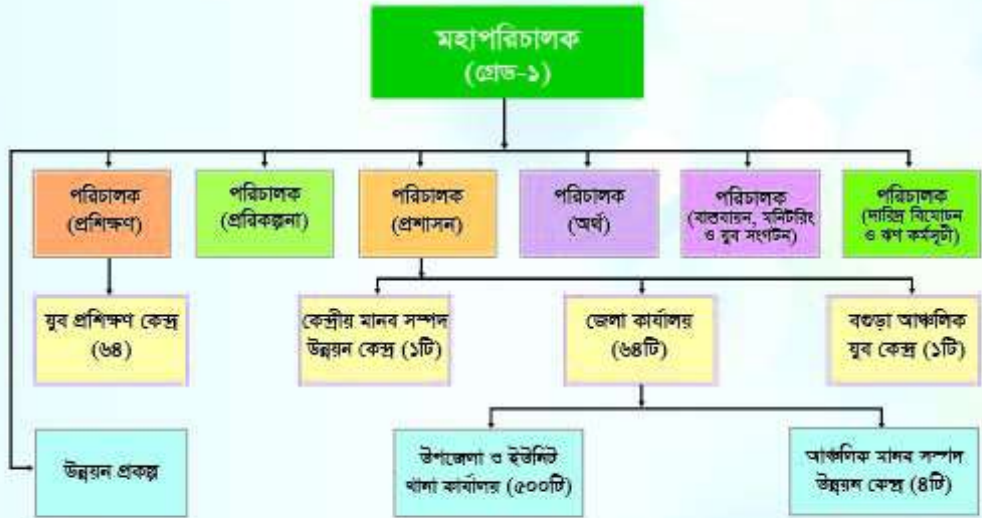 মহাপরিচালক
(গ্রেড-১)
পরিচালক
(প্রশিক্ষণ)
পরিচালক
(প্ররিকল্পনা)
পরিচালক
(প্রশাসন)
পরিচালক
(অর্থ)
পরিচালক
(বাস্তবায়ন, মনিটরিং
ও যুব সংগঠন)
পরিচালক
(দারিদ্র বিমোচন
ও ঋণ কর্মসূচী)
যুব প্রশিক্ষণ কেন্দ্র
(৬৪)
কেন্দ্রীয় মানব সম্পদ
উন্নয়ন কেন্দ্র (১টি)
জেলা কার্যালয়
(৬৪টি)
বগুড়া আঞ্চলিক
যুব কেন্দ্র (১টি)
উন্নয়ন প্রকল্প
উপজেলা ও ইউনিট
থানা কার্যালয় (৫০০টি)
আঞ্চলিক মানব সম্পদ
উন্নয়ন কেন্দ্র (৪টি)